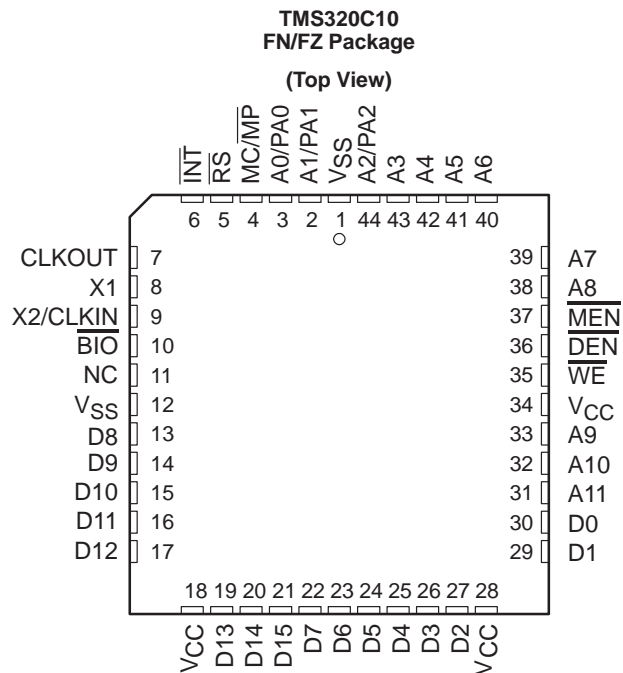 TMS320C10
FN/FZ Package
(Top View)
INT
RS
MC/MP
A0/PA0
A1/PA1
VSS
A2/PA2
A3
A4
A5
A6
6 5 4 3 2 1 44 43 42 41 40
CLKOUT 7
X1 8
X2/CLKIN 9
BIO 10
NC 11
VSS 12
D8 13
D9 14
D10 15
D11 16
D12 17
39 A7
38 A8
37 MEN
36 DEN
35 WE
34 VCC
33 A9
32 A10
31 A11
30 D0
29 D1
18 19 20 21 22 23 24 25 26 27 28
VCC
D13
D14
D15
D7
D6
D5
D4
D3
D2
VCC